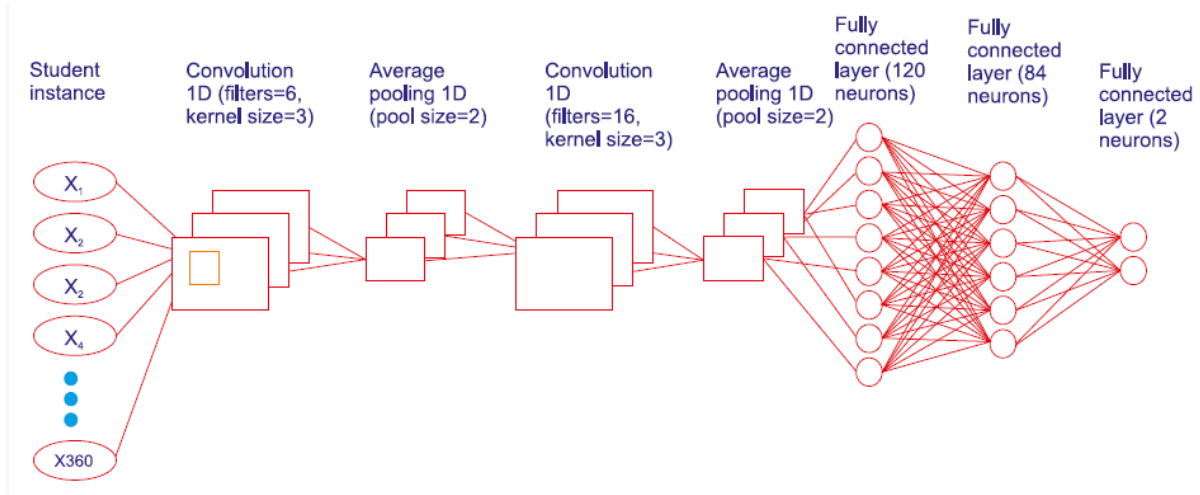 Student
instance
Convolution
1D (filters=6,
kernel size=3)
Average
pooling 1D
(pool size=2)
Convolution
1D
(filters=16,
kernel size=3)
Average
pooling 1D
(pool size=2)
Fully
connected
layer (120
neurons)
Fully
connected
layer (84
neurons)
Fully
connected
layer (2
neurons)
X₁
X₂
X₂
X₄
X360